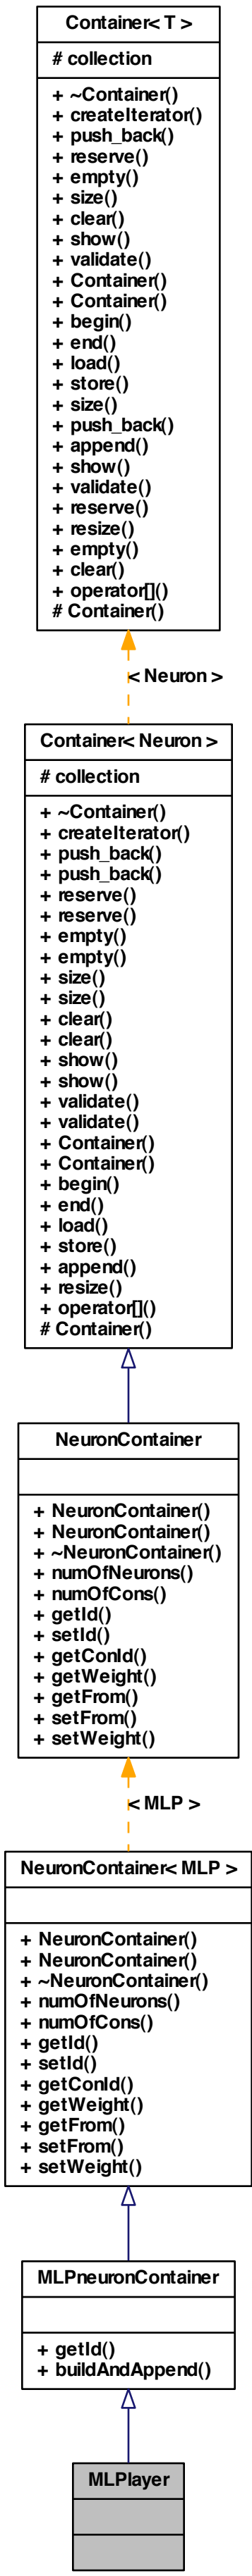 Container< T >
# collection
+ ~Container()
+ createIterator()
+ push_back()
+ reserve()
+ empty()
+ size()
+ clear()
+ show()
+ validate()
+ Container()
+ Container()
+ begin()
+ end()
+ load()
+ store()
+ size()
+ push_back()
+ append()
+ show()
+ validate()
+ reserve()
+ resize()
+ empty()
+ clear()
+ operator[]()
# Container()
< Neuron >
Container< Neuron >
# collection
+ ~Container()
+ createIterator()
+ push_back()
+ push_back()
+ reserve()
+ reserve()
+ empty()
+ empty()
+ size()
+ size()
+ clear()
+ clear()
+ show()
+ show()
+ validate()
+ validate()
+ Container()
+ Container()
+ begin()
+ end()
+ load()
+ store()
+ append()
+ resize()
+ operator[]()
# Container()
NeuronContainer
+ NeuronContainer()
+ NeuronContainer()
+ ~NeuronContainer()
+ numOfNeurons()
+ numOfCons()
+ getId()
+ setId()
+ getConId()
+ getWeight()
+ getFrom()
+ setFrom()
+ setWeight()
< MLP >
NeuronContainer< MLP >
+ NeuronContainer()
+ NeuronContainer()
+ ~NeuronContainer()
+ numOfNeurons()
+ numOfCons()
+ getId()
+ setId()
+ getConId()
+ getWeight()
+ getFrom()
+ setFrom()
+ setWeight()
MLPneuronContainer
+ getId()
+ buildAndAppend()
MLPlayer